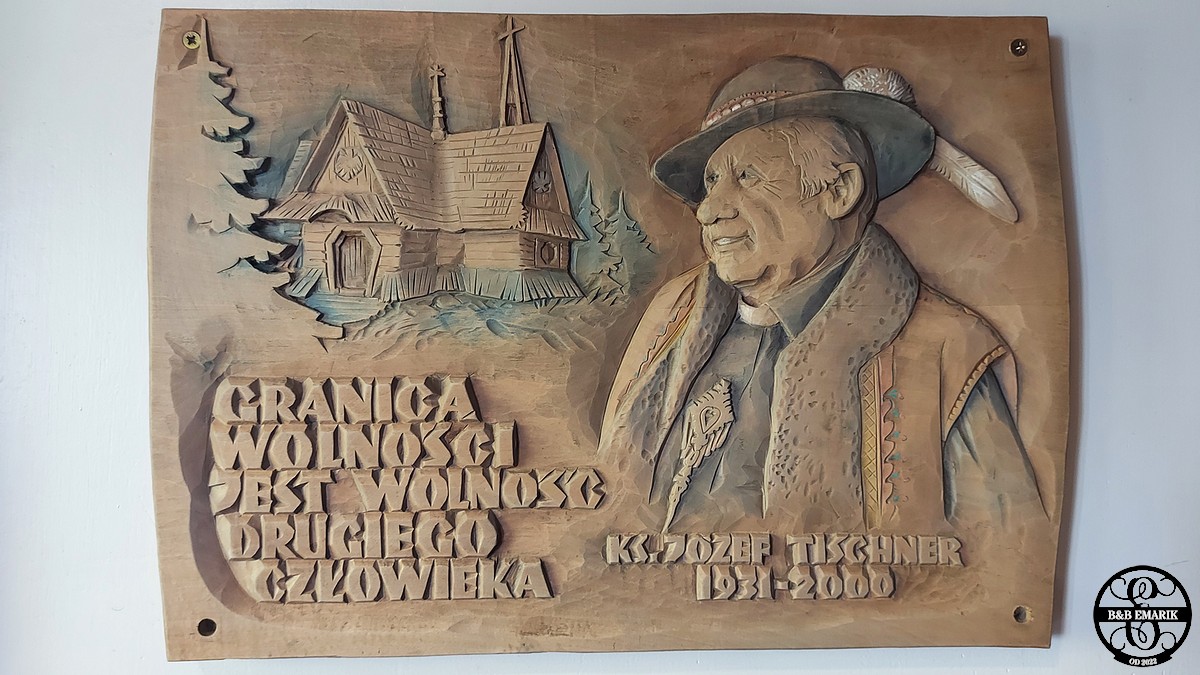 GRANICA
WOLNOŚCI
JEST WOLNOŚĆ
DRUGIEGO
CZŁOWIEKA
KS. JÓZEF TISCHNER
1931-2000
B&B EMARIK
OD 2022